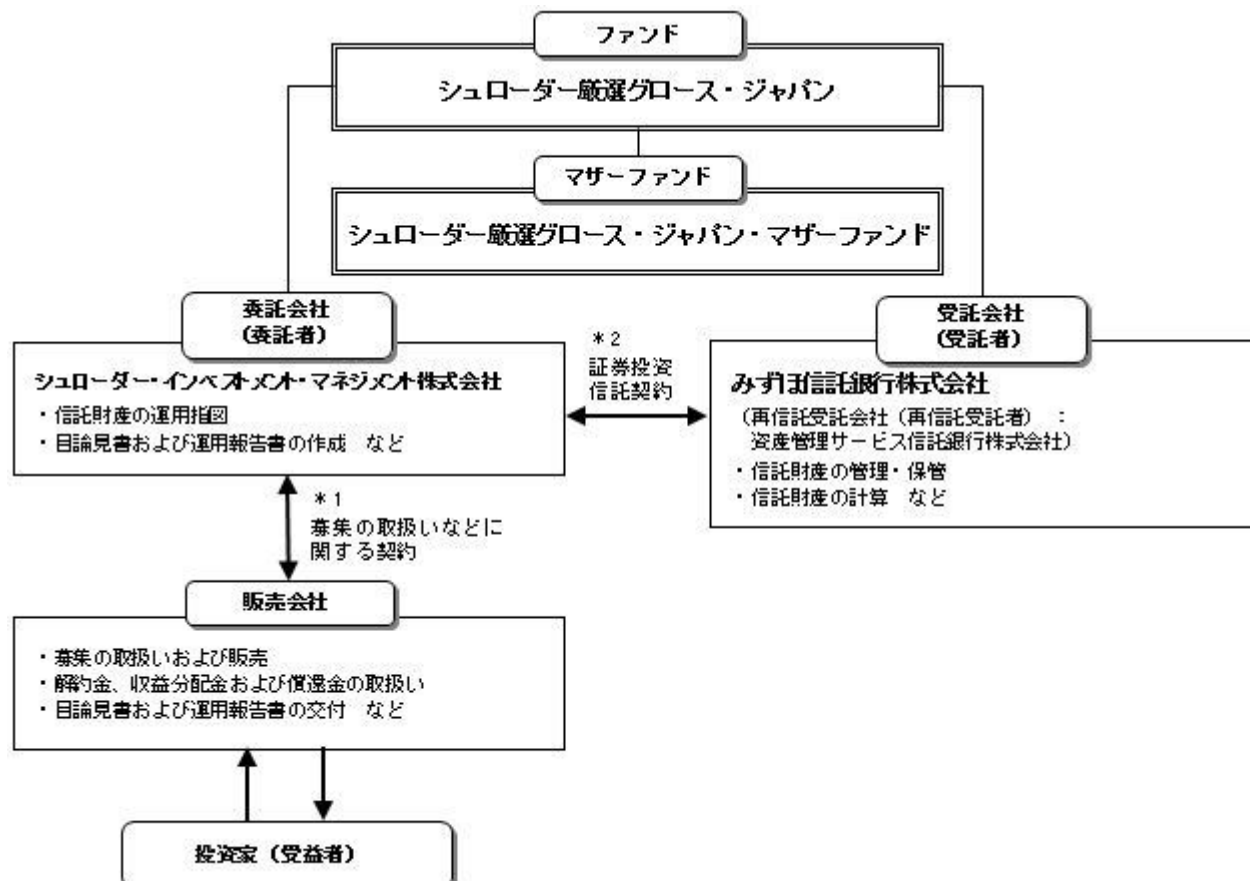 ファンド
シュローダー厳選グロース・ジャパン
マザーファンド
シュローダー厳選グロース・ジャパン・マザーファンド
委託会社
(委託者)
シュローダー・インベストメント・マネジメント株式会社
・信託財産の運用指図
・目論見書および運用報告書の作成 など
*2
証券投資
信託契約
受託会社
(受託者)
みずほ信託銀行株式会社
(再信託受託会社(再信託受託者) :
資産管理サービス信託銀行株式会社)
・信託財産の管理・保管
・信託財産の計算 など
*1
募集の取扱いなどに
関する契約
販売会社
・募集の取扱いおよび販売
・解約金、収益分配金および償還金の取扱い
・目論見書および運用報告書の交付 など
投資家(受益者)